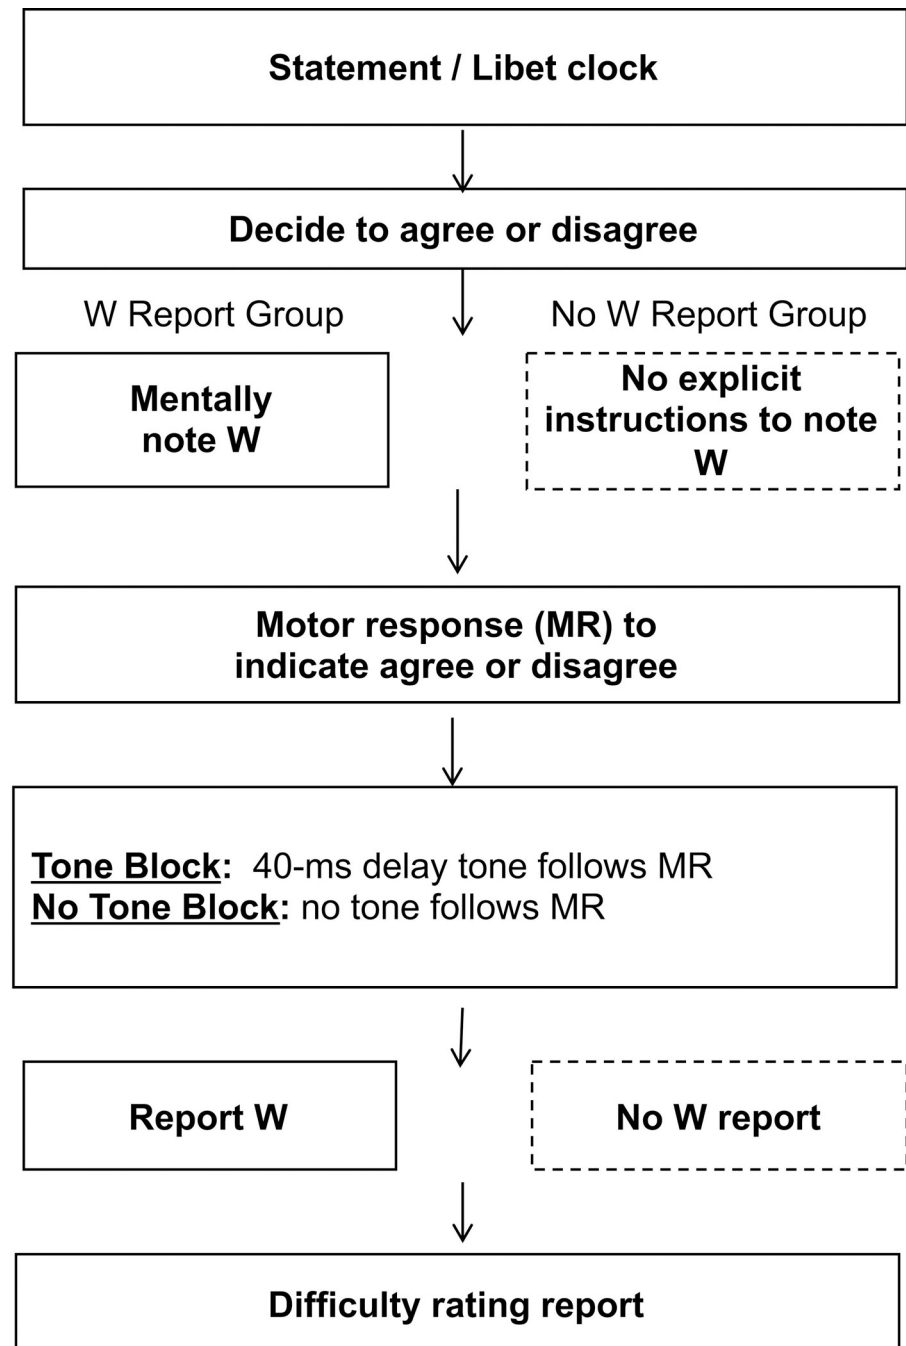 Statement / Libet clock
Decide to agree or disagree
W Report Group
No W Report Group
Mentally
note W
No explicit
instructions to note
W
Motor response (MR) to
indicate agree or disagree
Tone Block: 40-ms delay tone follows MR
No Tone Block: no tone follows MR
Report W
No W report
Difficulty rating report